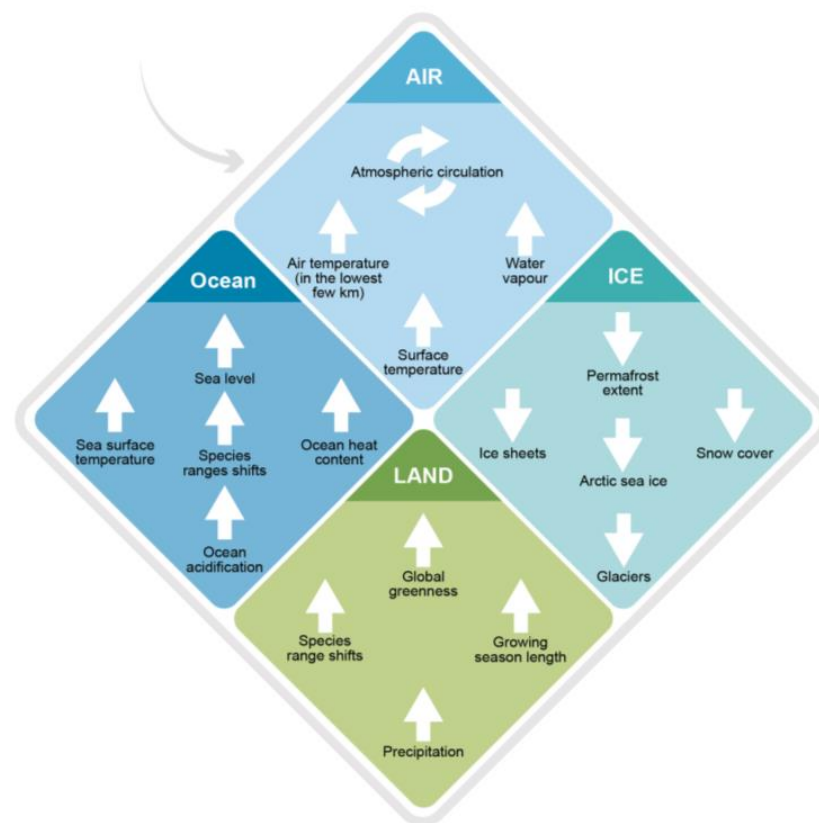 AIR
Atmospheric circulation
Air temperature
(in the lowest
few km)
Water
vapour
Surface
temperature
Ocean
Sea level
Sea surface
temperature
Species
ranges shifts
Ocean heat
content
Ocean
acidification
ICE
Permafrost
extent
Ice sheets
Snow cover
Arctic sea ice
Glaciers
LAND
Global
greenness
Species
range shifts
Growing
season length
Precipitation